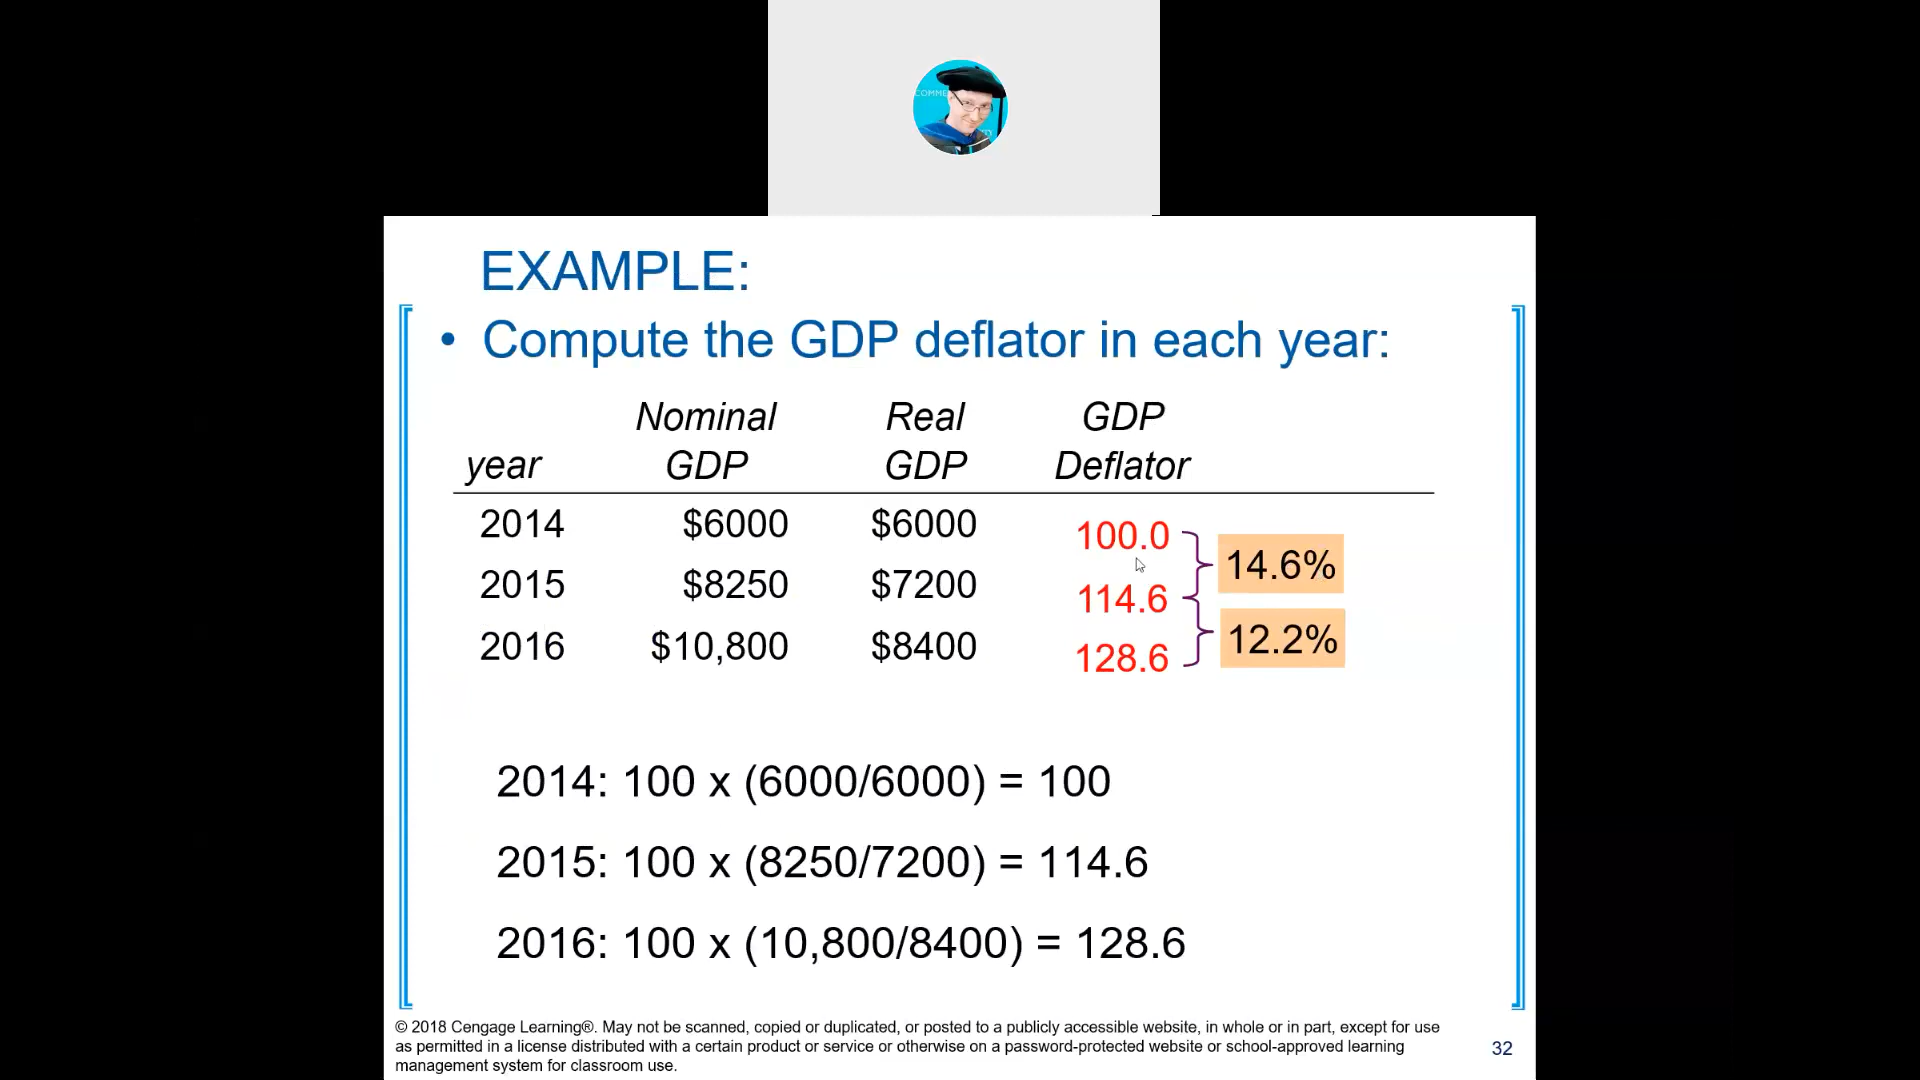 COMME
EXAMPLE:
• Compute the GDP deflator in each year:
Nominal Real GDP
year GDP GDP Deflator
2014 $6000 $6000 100.0
14.6%
2015 $8250 $7200 114.6
12.2%
2016 $10,800 $8400 128.6
2014: 100 x (6000/6000) = 100
2015: 100 x (8250/7200) = 114.6
2016: 100 x (10,800/8400) = 128.6
© 2018 Cengage Learning®. May not be scanned, copied or duplicated, or posted to a publicly accessible website, in whole or in part, except for use
as permitted in a license distributed with a certain product or service or otherwise on a password-protected website or school-approved learning
management system for classroom use.
32